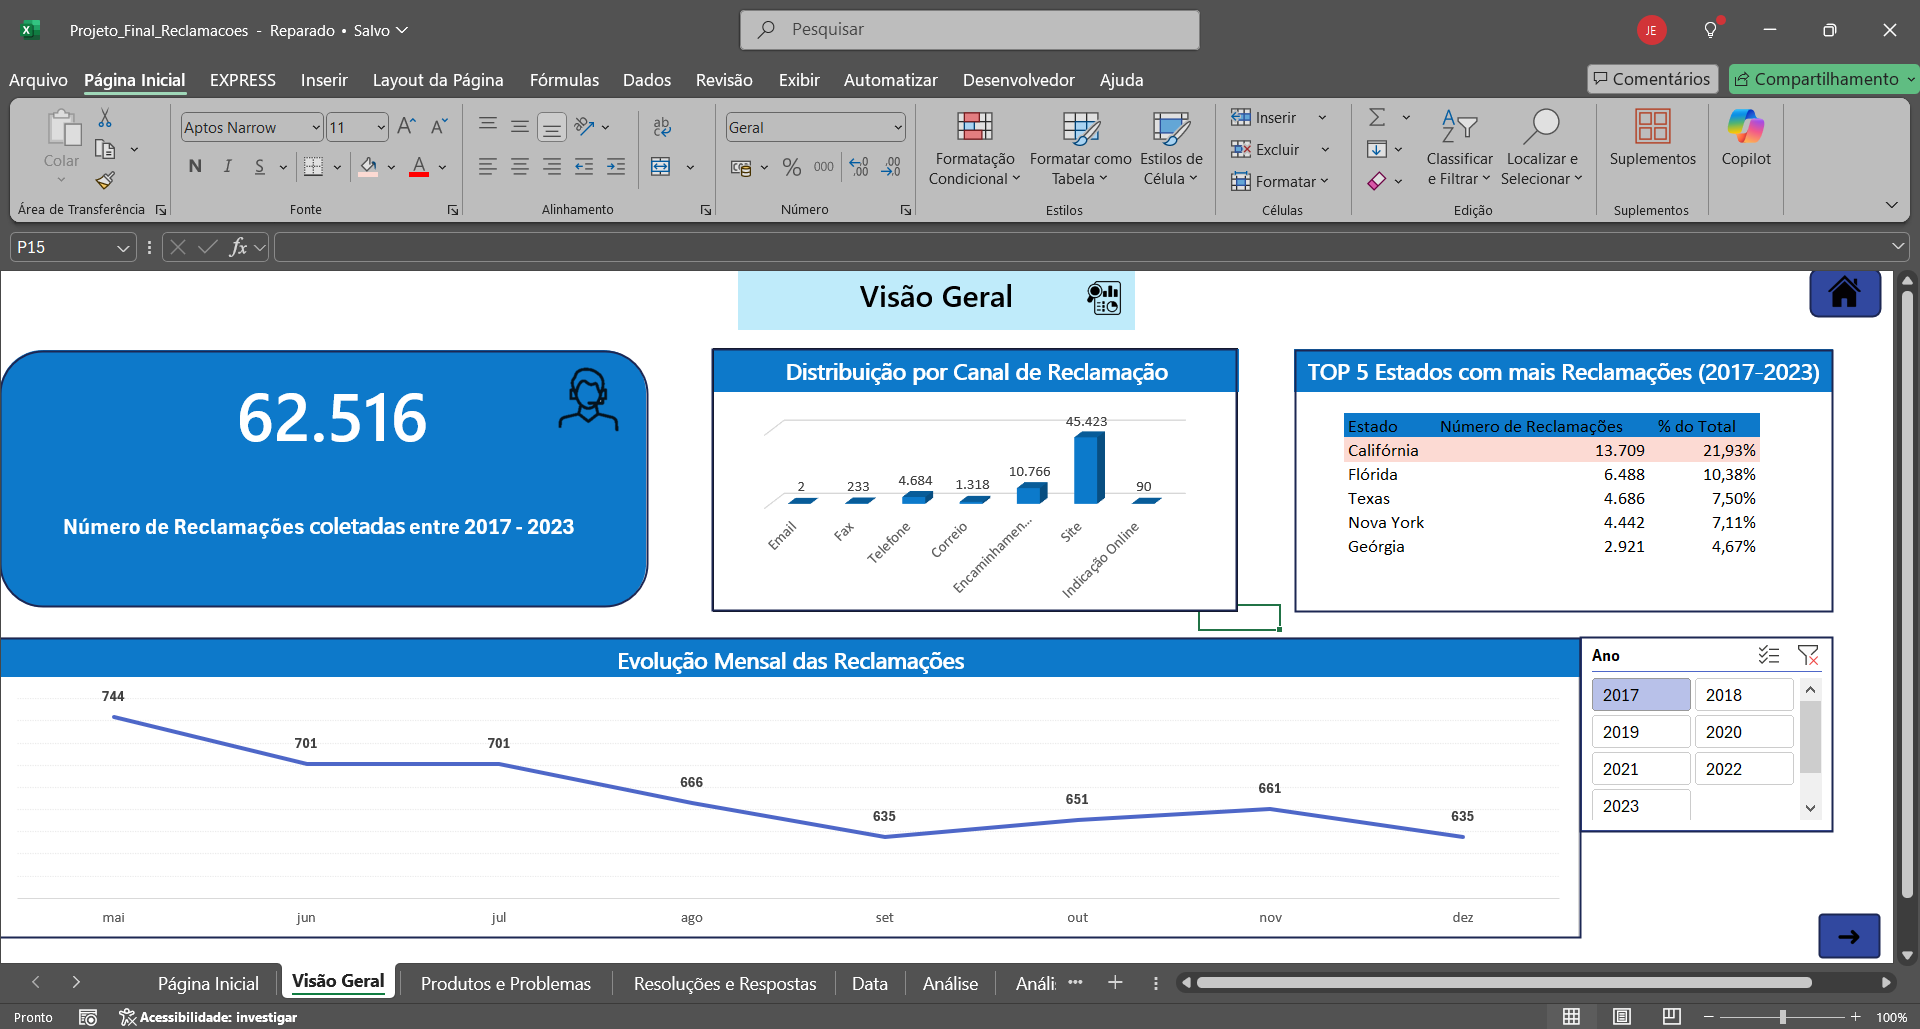 Projeto_Final_Reclamacoes - Reparado • Salvo
Pesquisar
JE
Arquivo Página Inicial EXPRESS Inserir Layout da Página Fórmulas Dados Revisão Exibir Automatizar Desenvolvedor Ajuda
Comentários
Compartilhamento
Colar
Área de Transferência
Aptos Narrow 11
N I S
Fonte
ab
Alinhamento
Geral
% 000
Número
Formatação Condicional
Formatar como Tabela
Estilos de Célula
Estilos
Inserir
Excluir
Formatar
Células
Classificar e Filtrar
Localizar e Selecionar
Edição
Suplementos
Suplementos
Copilot
P15
fx
Visão Geral
62.516
Número de Reclamações coletadas entre 2017 - 2023
Distribuição por Canal de Reclamação
2 233 4.684 1.318 10.766 45.423 90
Email Fax Telefone Correio Encaminhamen... Site Indicação Online
TOP 5 Estados com mais Reclamações (2017-2023)
Estado Número de Reclamações % do Total
Califórnia 13.709 21,93%
Flórida 6.488 10,38%
Texas 4.686 7,50%
Nova York 4.442 7,11%
Geórgia 2.921 4,67%
Evolução Mensal das Reclamações
744 701 701 666 635 651 661 635
mai jun jul ago set out nov dez
Ano
2017 2018
2019 2020
2021 2022
2023
Página Inicial Visão Geral Produtos e Problemas Resoluções e Respostas Data Análise Análi
Pronto
Acessibilidade: investigar
100%